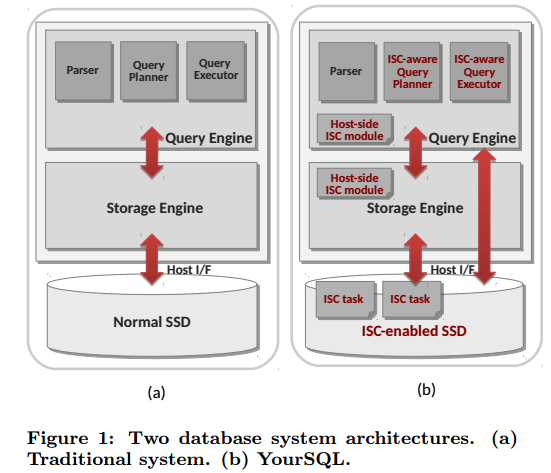 Parser
Query
Planner
Query
Executor
Query Engine
Storage Engine
Host I/F
Normal SSD
(a)
Parser
ISC-aware
Query
Planner
ISC-aware
Query
Executor
Host-side
ISC module
Query Engine
Host-side
ISC module
Storage Engine
Host I/F
ISC task
ISC task
ISC-enabled SSD
(b)
Figure 1: Two database system architectures. (a)
Traditional system. (b) YourSQL.